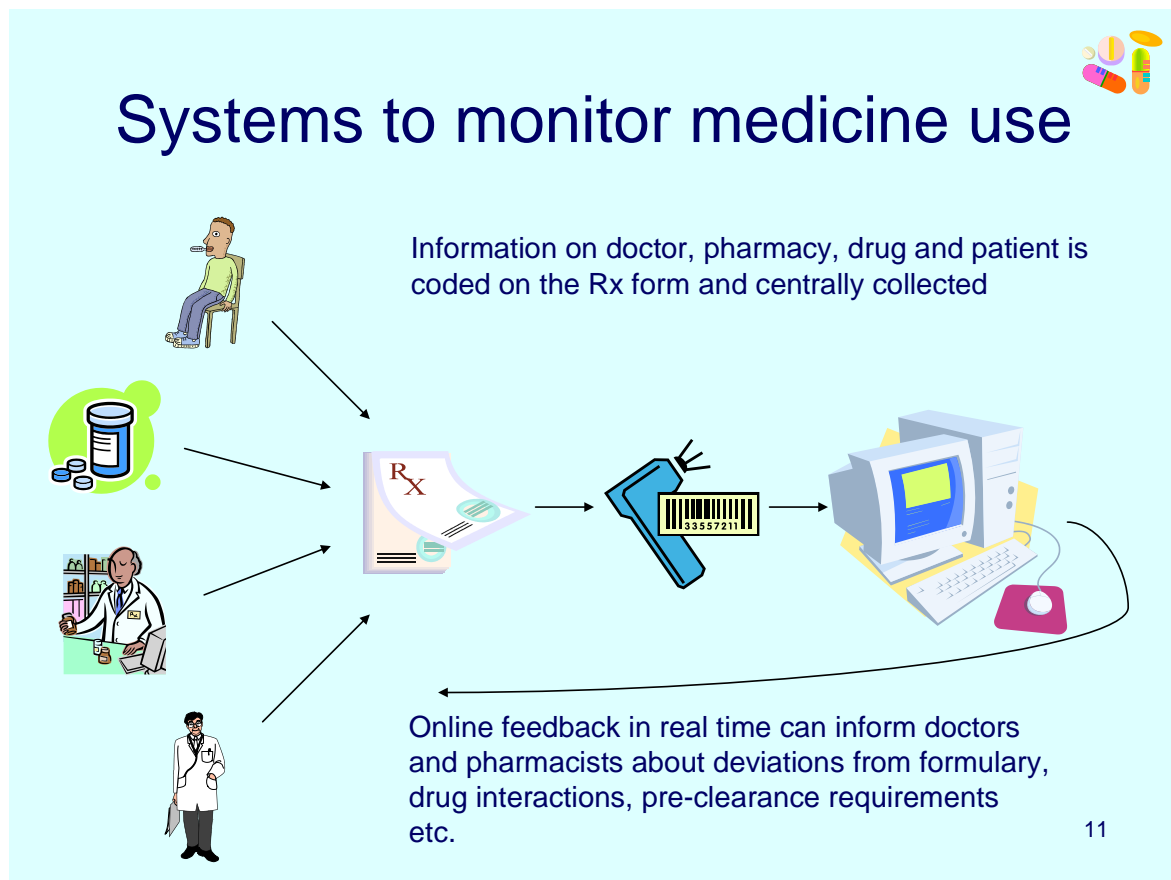 Systems to monitor medicine use
Information on doctor, pharmacy, drug and patient is
coded on the Rx form and centrally collected
RX
33557211
Online feedback in real time can inform doctors
and pharmacists about deviations from formulary,
drug interactions, pre-clearance requirements
etc.
11